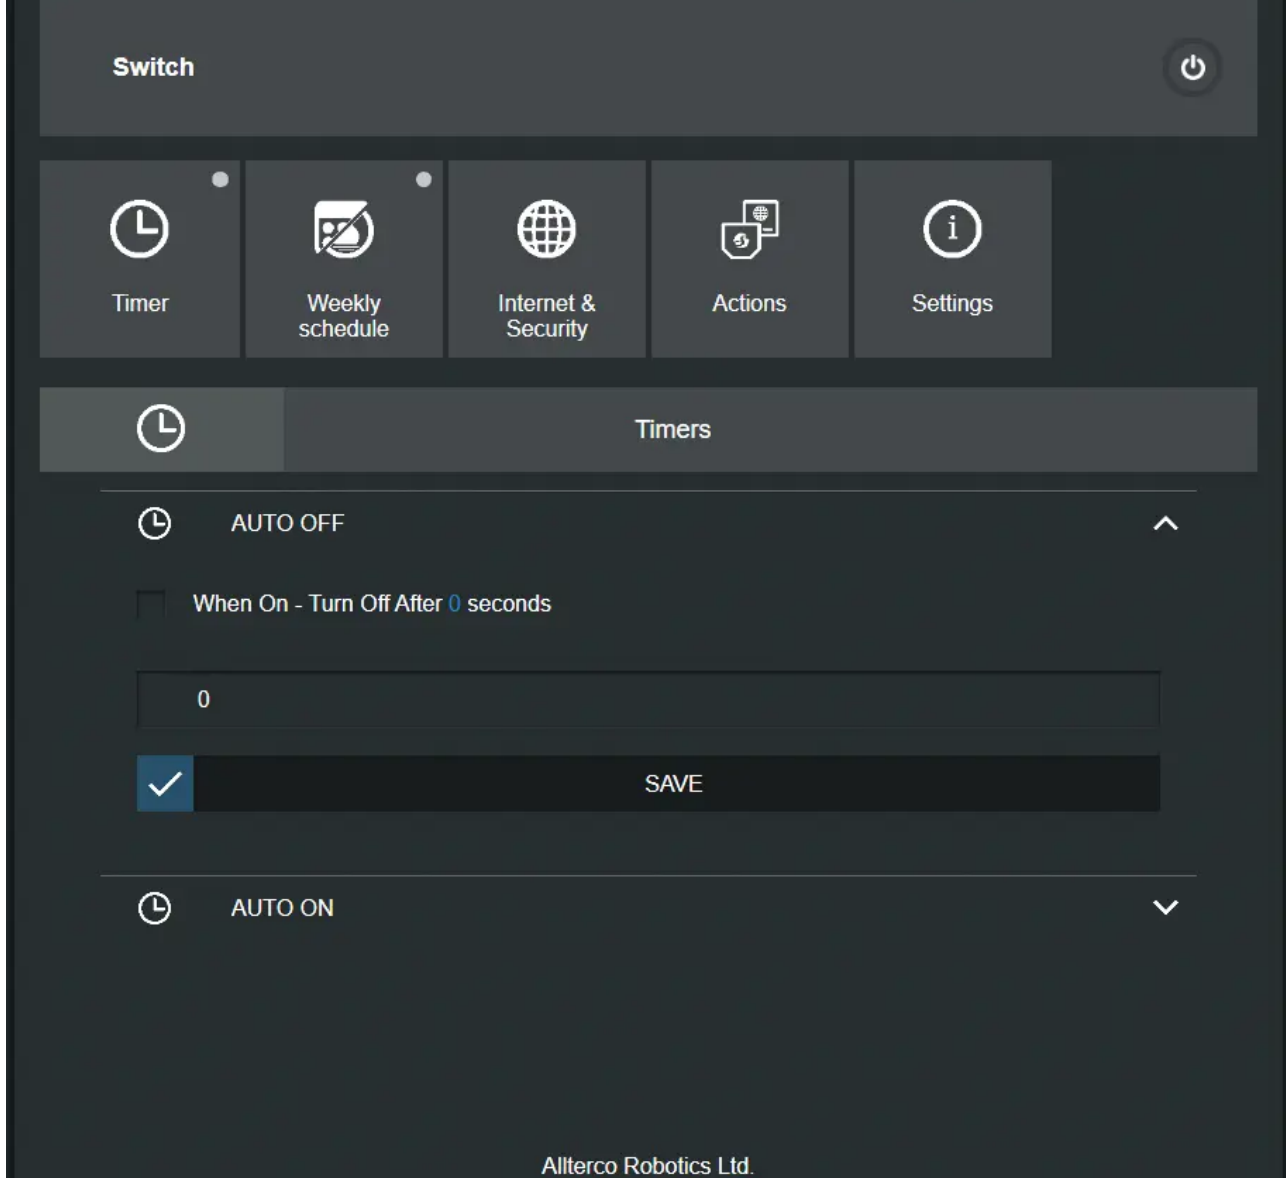 Switch
Timer
Weekly
schedule
Internet &
Security
Actions
Settings
Timers
AUTO OFF
When On - Turn Off After 0 seconds
0
SAVE
AUTO ON
Allterco Robotics Ltd.